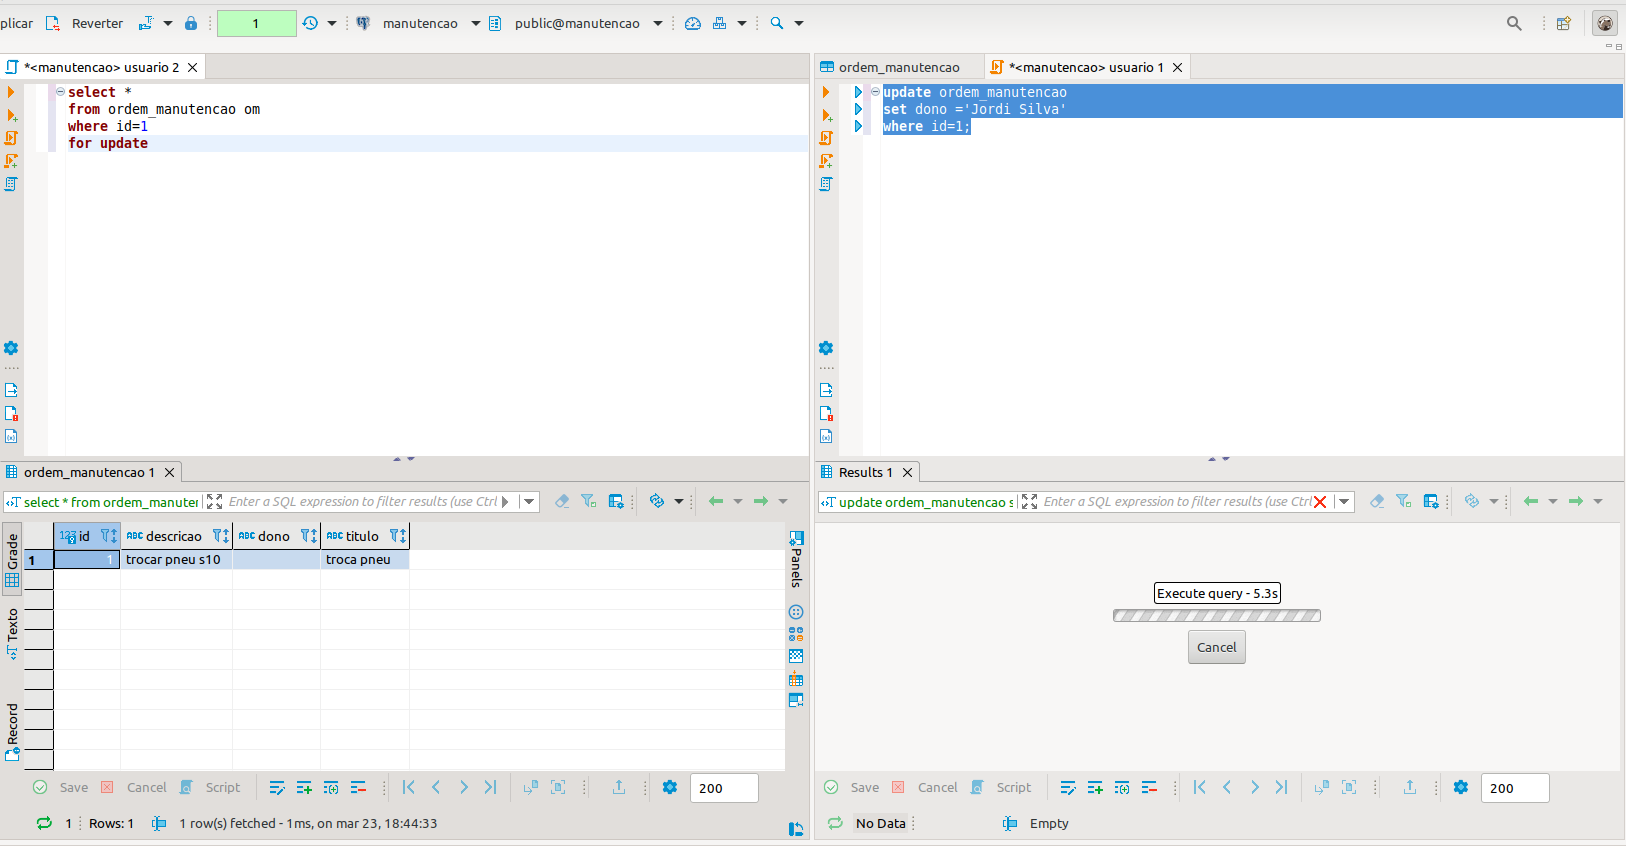 plicar Reverter 1 manutencao public@manutencao
*<manutencao> usuario 2
select *
from ordem_manutencao om
where id=1
for update
ordem_manutencao 1
select * from ordem_manuter Enter a SQL expression to filter results (use Ctrl
Grade
Texto
Record
123 id ABC descricao ABC dono ABC titulo
1 1 trocar pneu s10 troca pneu
Panels
Save Cancel Script 200
1 Rows: 1 1 row(s) fetched - 1ms, on mar 23, 18:44:33
ordem_manutencao *<manutencao> usuario 1
update ordem_manutencao
set dono ='Jordi Silva'
where id=1;
Results 1
update ordem_manutencao s Enter a SQL expression to filter results (use Ctrl
Execute query - 5.3s
Cancel
Save Cancel Script 200
No Data Empty